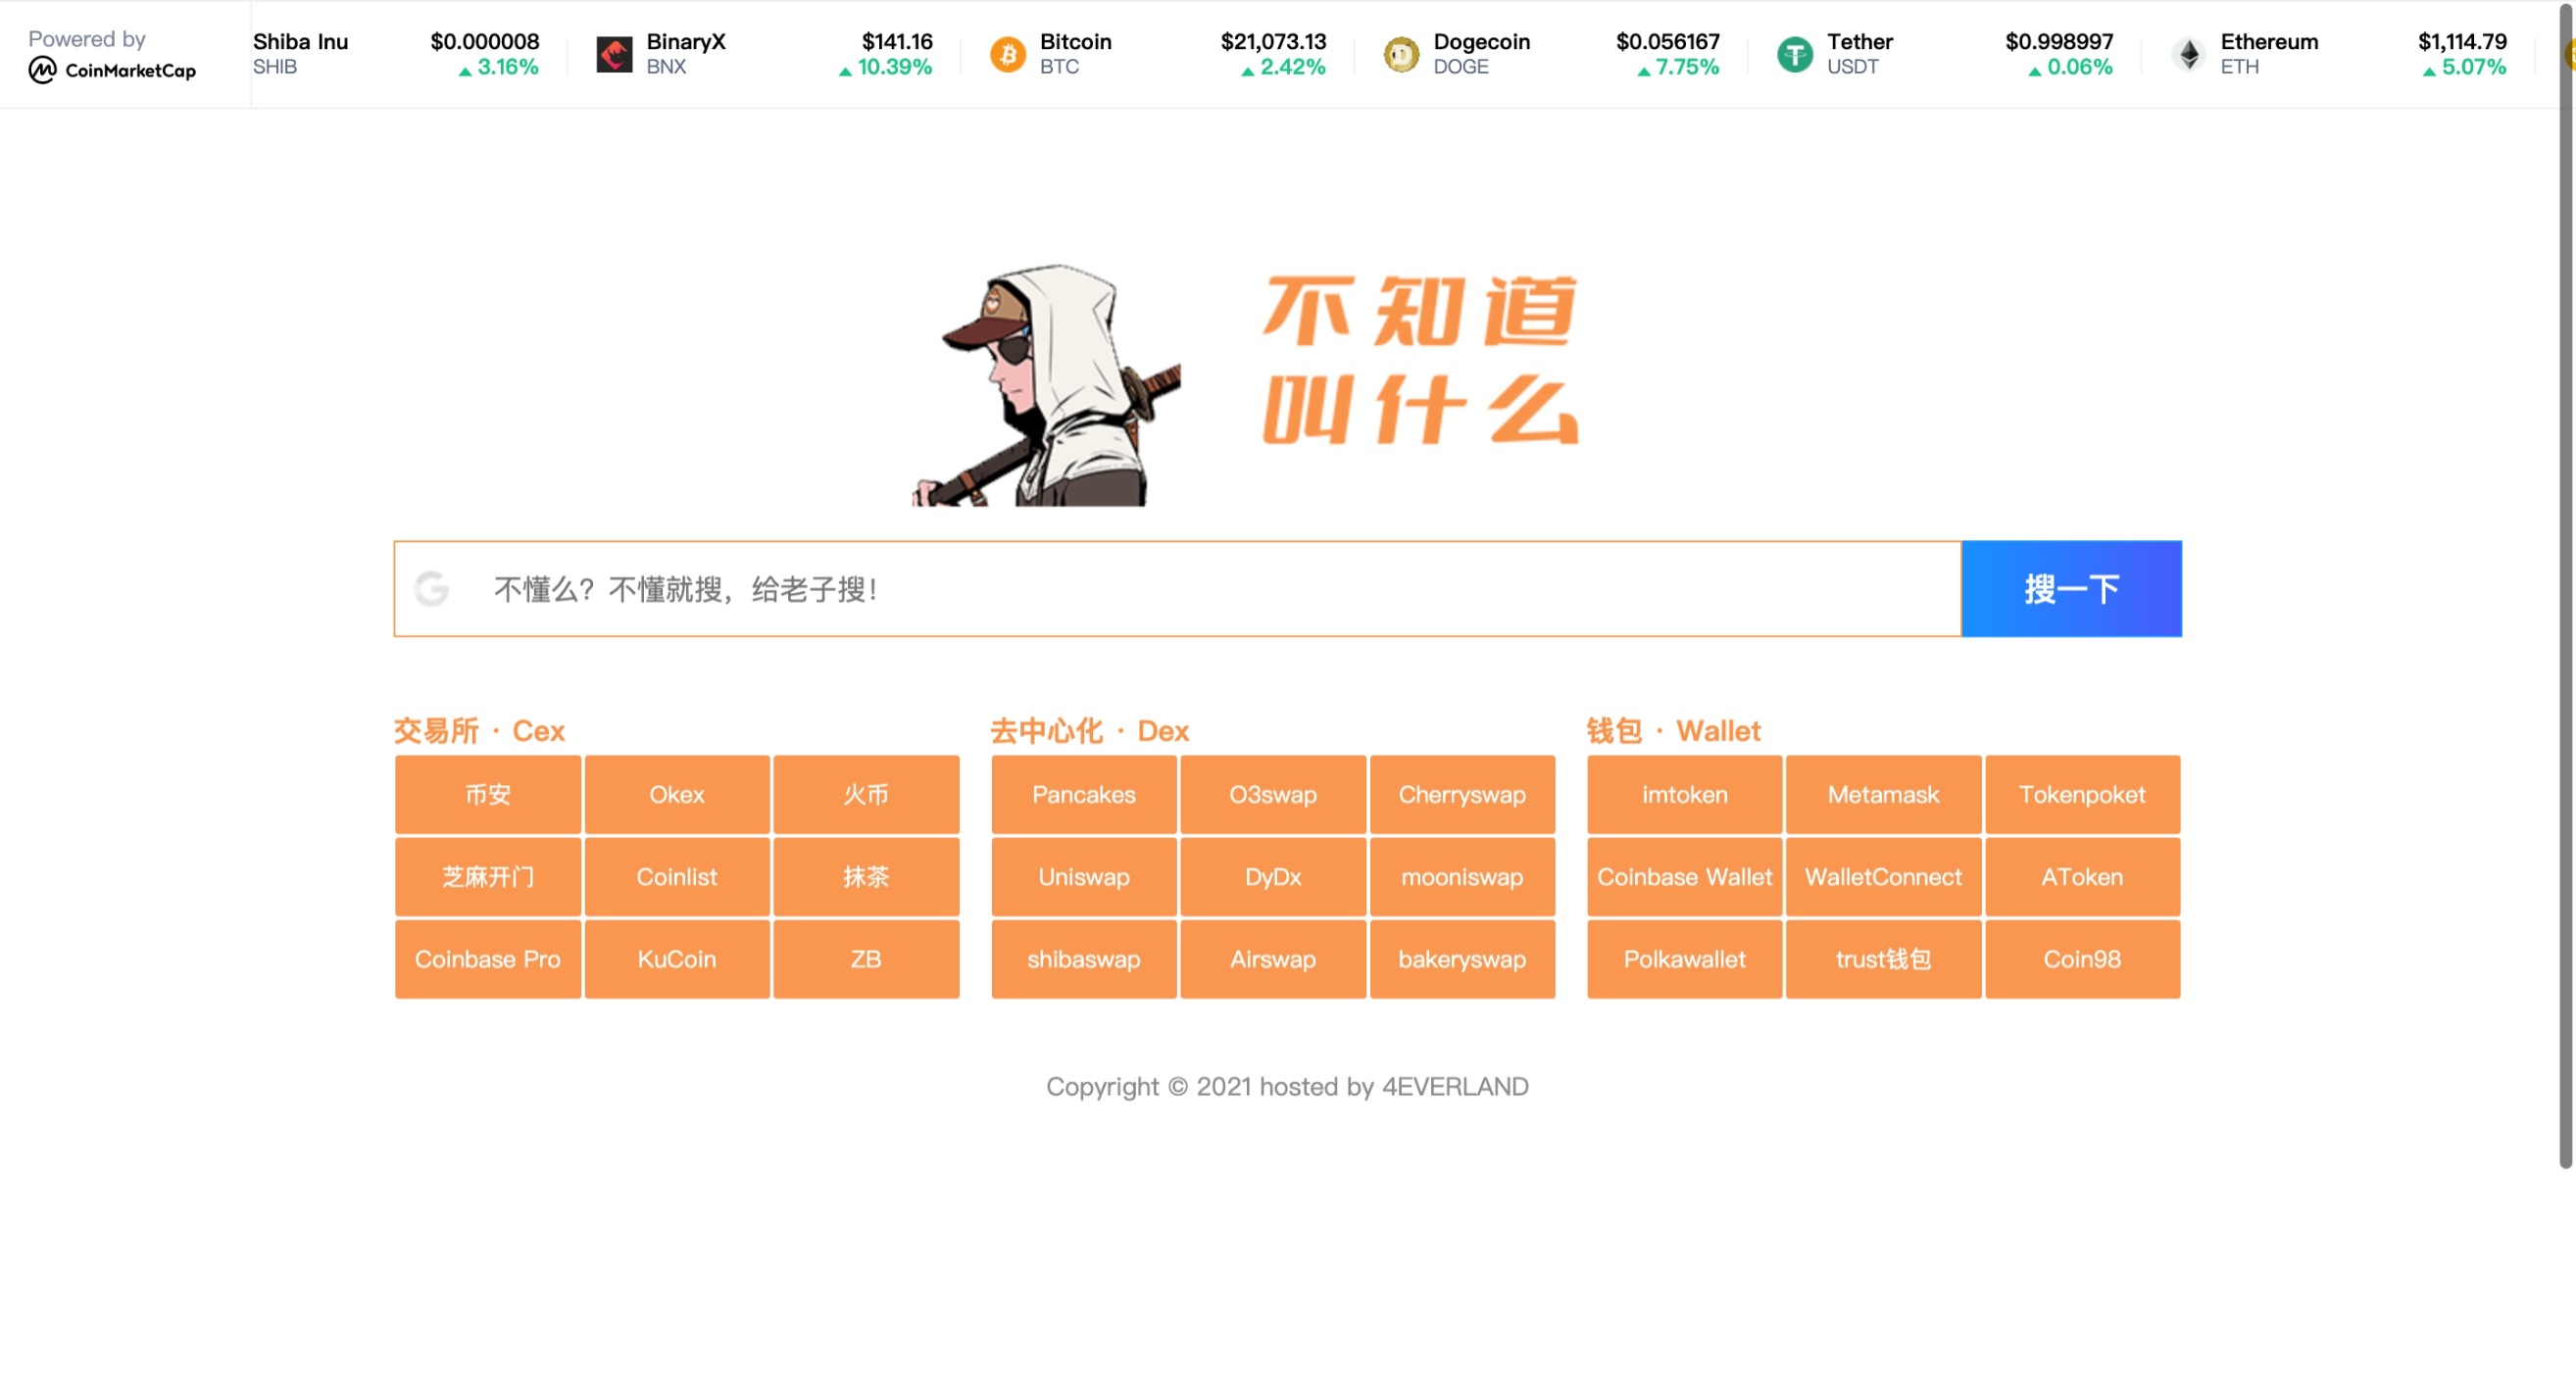 Powered by
CoinMarketCap
Shiba Inu $0.000008
SHIB 3.16%
BinaryX $141.16
BNX 10.39%
Bitcoin $21,073.13
BTC 2.42%
Dogecoin $0.056167
DOGE 7.75%
Tether $0.998997
USDT 0.06%
Ethereum $1,114.79
ETH 5.07%
不知道
叫什么
不懂么？不懂就搜，给老子搜！
搜一下
交易所 · Cex
币安 Okex 火币
芝麻开门 Coinlist 抹茶
Coinbase Pro KuCoin ZB
去中心化 · Dex
Pancakes O3swap Cherryswap
Uniswap DyDx mooniswap
shibaswap Airswap bakeryswap
钱包 · Wallet
imtoken Metamask Tokenpoket
Coinbase Wallet WalletConnect AToken
Polkawallet trust钱包 Coin98
Copyright © 2021 hosted by 4EVERLAND